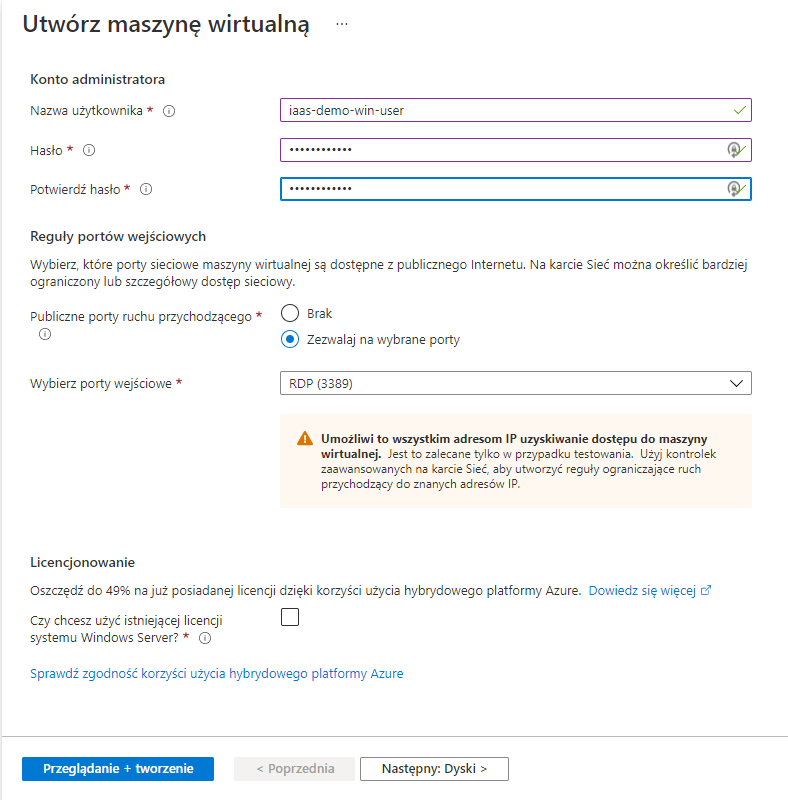 Utwórz maszynę wirtualną ...
Konto administratora
Nazwa użytkownika *
iaas-demo-win-user
Hasło *
••••••••••••
Potwierdź hasło *
••••••••••••
Reguły portów wejściowych
Wybierz, które porty sieciowe maszyny wirtualnej są dostępne z publicznego Internetu. Na karcie Sieć można określić bardziej
ograniczony lub szczegółowy dostęp sieciowy.
Publiczne porty ruchu przychodzącego *
Brak
Zezwalaj na wybrane porty
Wybierz porty wejściowe *
RDP (3389)
Umożliwi to wszystkim adresom IP uzyskiwanie dostępu do maszyny
wirtualnej. Jest to zalecane tylko w przypadku testowania. Użyj kontrolek
zaawansowanych na karcie Sieć, aby utworzyć reguły ograniczające ruch
przychodzący do znanych adresów IP.
Licencjonowanie
Oszczędź do 49% na już posiadanej licencji dzięki korzyści użycia hybrydowego platformy Azure. Dowiedz się więcej
Czy chcesz użyć istniejącej licencji
systemu Windows Server? *
Sprawdź zgodność korzyści użycia hybrydowego platformy Azure
Przeglądanie + tworzenie
< Poprzednia
Następny: Dyski >